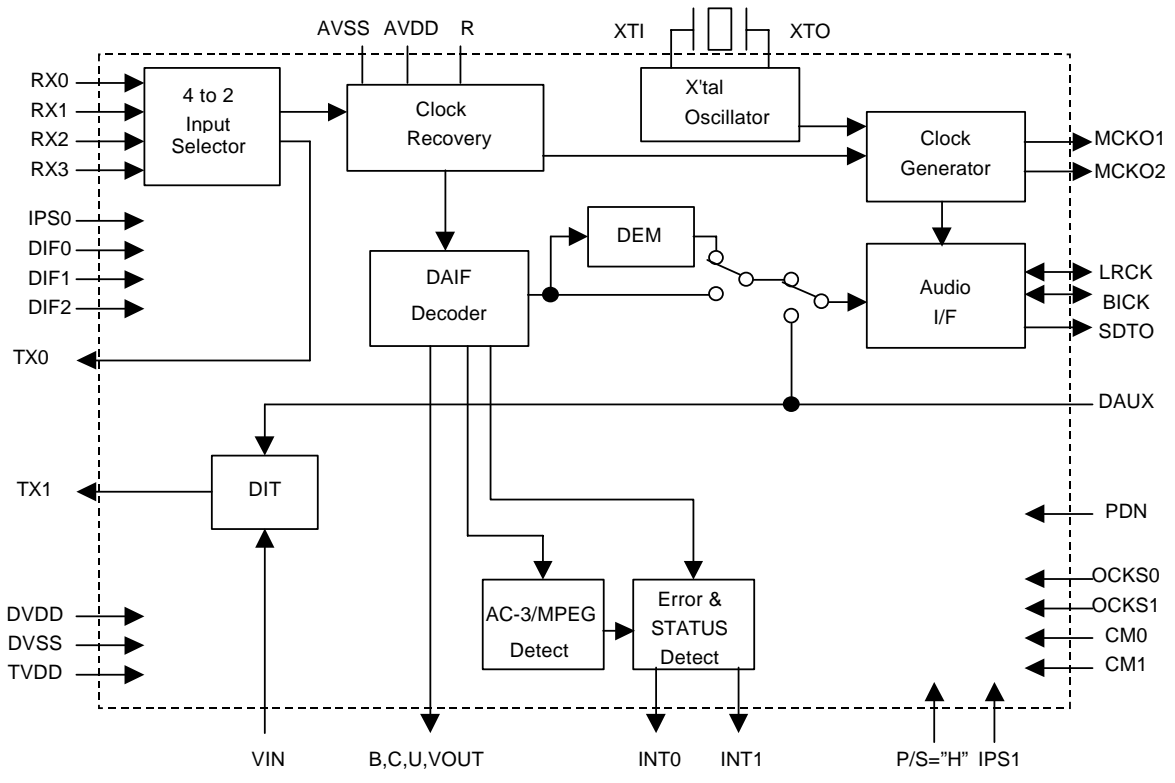 AVSS AVDD R
XTI XTO
RX0
RX1
RX2
RX3
4 to 2
Input
Selector
Clock
Recovery
X'tal
Oscillator
Clock
Generator
MCKO1
MCKO2
IPS0
DIF0
DIF1
DIF2
DAIF
Decoder
DEM
Audio
I/F
LRCK
BICK
SDTO
TX0
DAUX
TX1
DIT
PDN
AC-3/MPEG
Detect
Error &
STATUS
Detect
OCKS0
OCKS1
CM0
CM1
DVDD
DVSS
TVDD
VIN
B,C,U,VOUT
INT0
INT1
P/S=”H”
IPS1